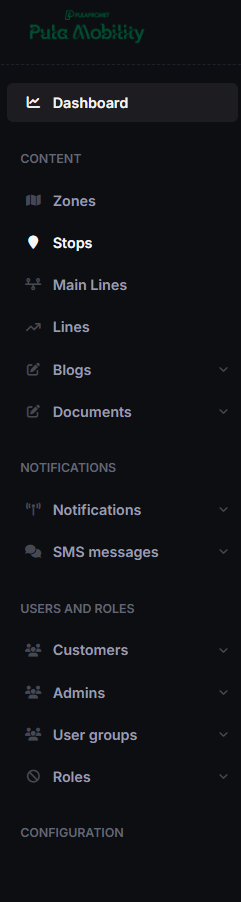 PULAPROMET
Pula Mobility
Dashboard
CONTENT
Zones
Stops
Main Lines
Lines
Blogs
Documents
NOTIFICATIONS
Notifications
SMS messages
USERS AND ROLES
Customers
Admins
User groups
Roles
CONFIGURATION